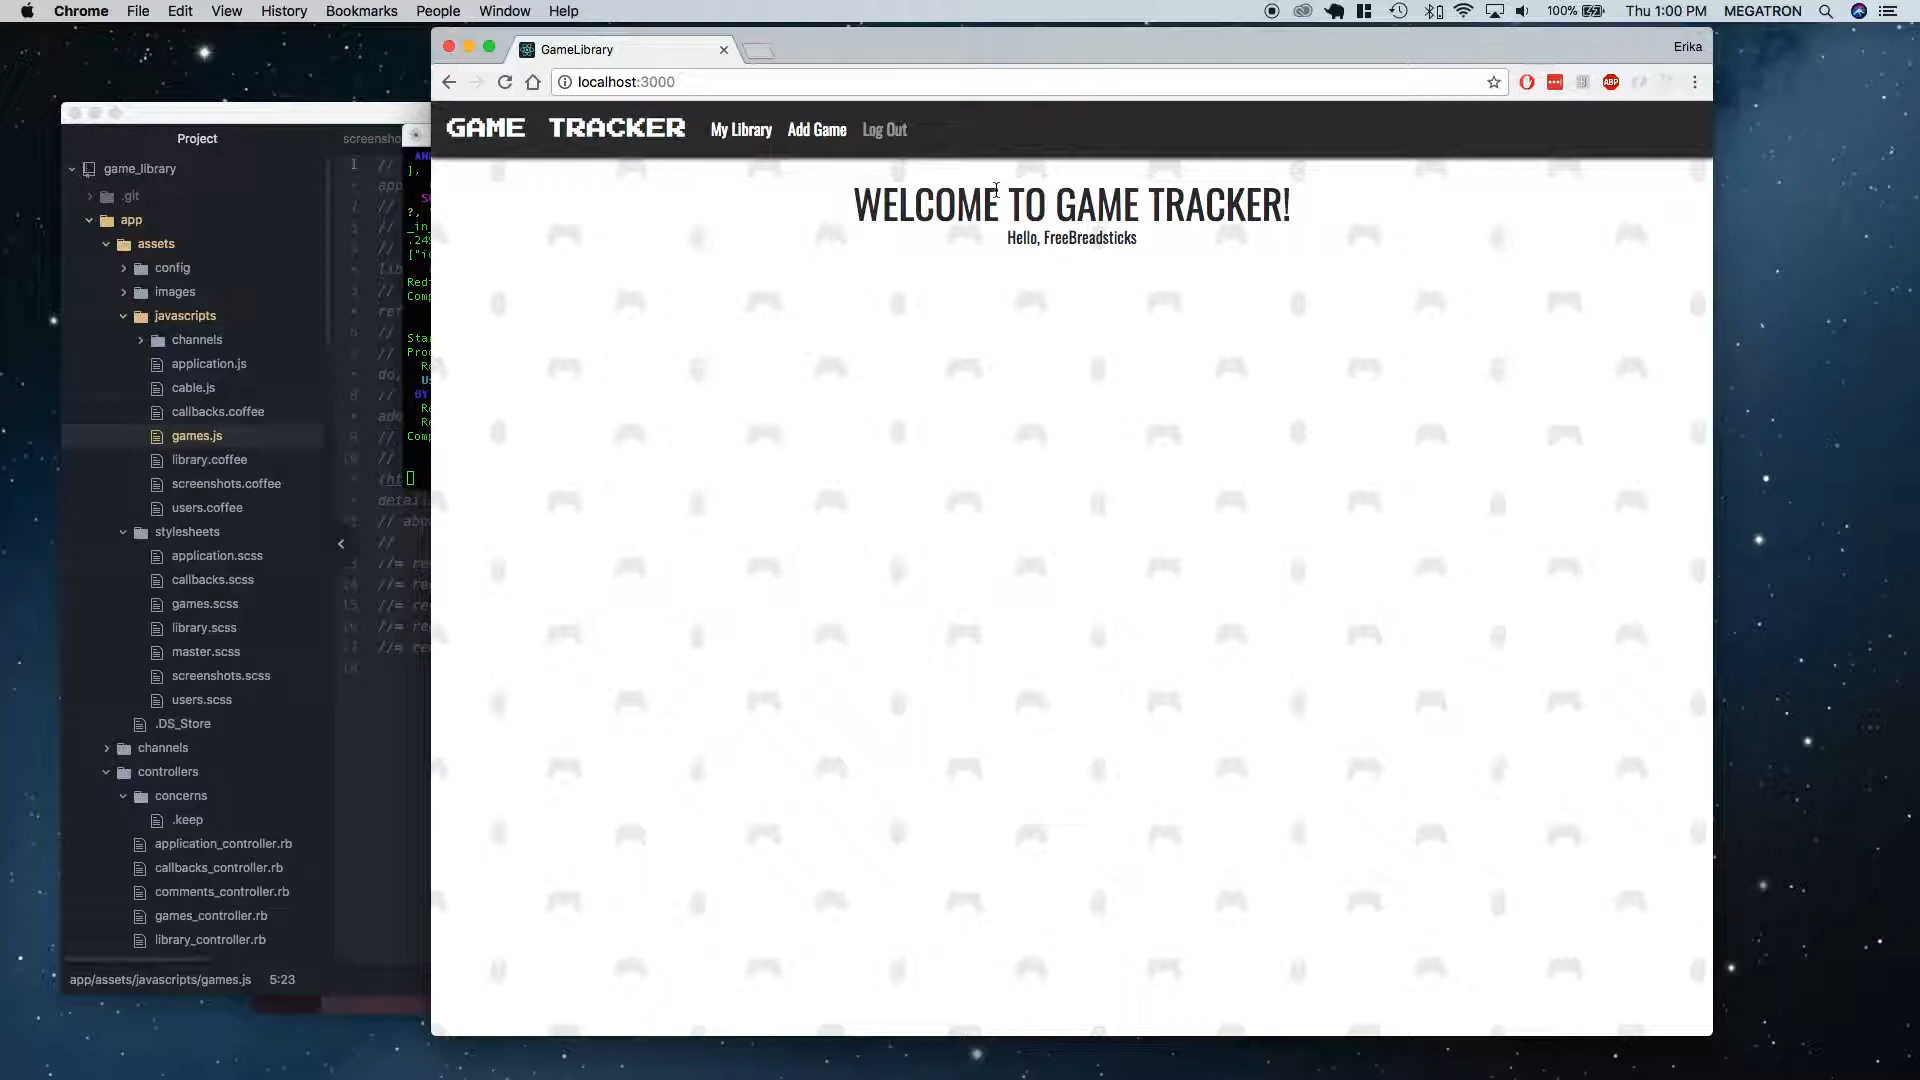 Chrome File Edit View History Bookmarks People Window Help 100% Thu 1:00 PM MEGATRON
GameLibrary Erika
localhost:3000 ABP
GAME TRACKER My Library Add Game Log Out
WELCOME TO GAME TRACKER!
Hello, FreeBreadsticks
Project
game_library
.git
app
assets
config
images
javascripts
channels
application.js
cable.js
callbacks.coffee
games.js
library.coffee
screenshots.coffee
users.coffee
stylesheets
application.scss
callbacks.scss
games.scss
library.scss
master.scss
screenshots.scss
users.scss
.DS_Store
channels
controllers
concerns
.keep
application_controller.rb
callbacks_controller.rb
comments_controller.rb
games_controller.rb
library_controller.rb
app/assets/javascripts/games.js 5:23